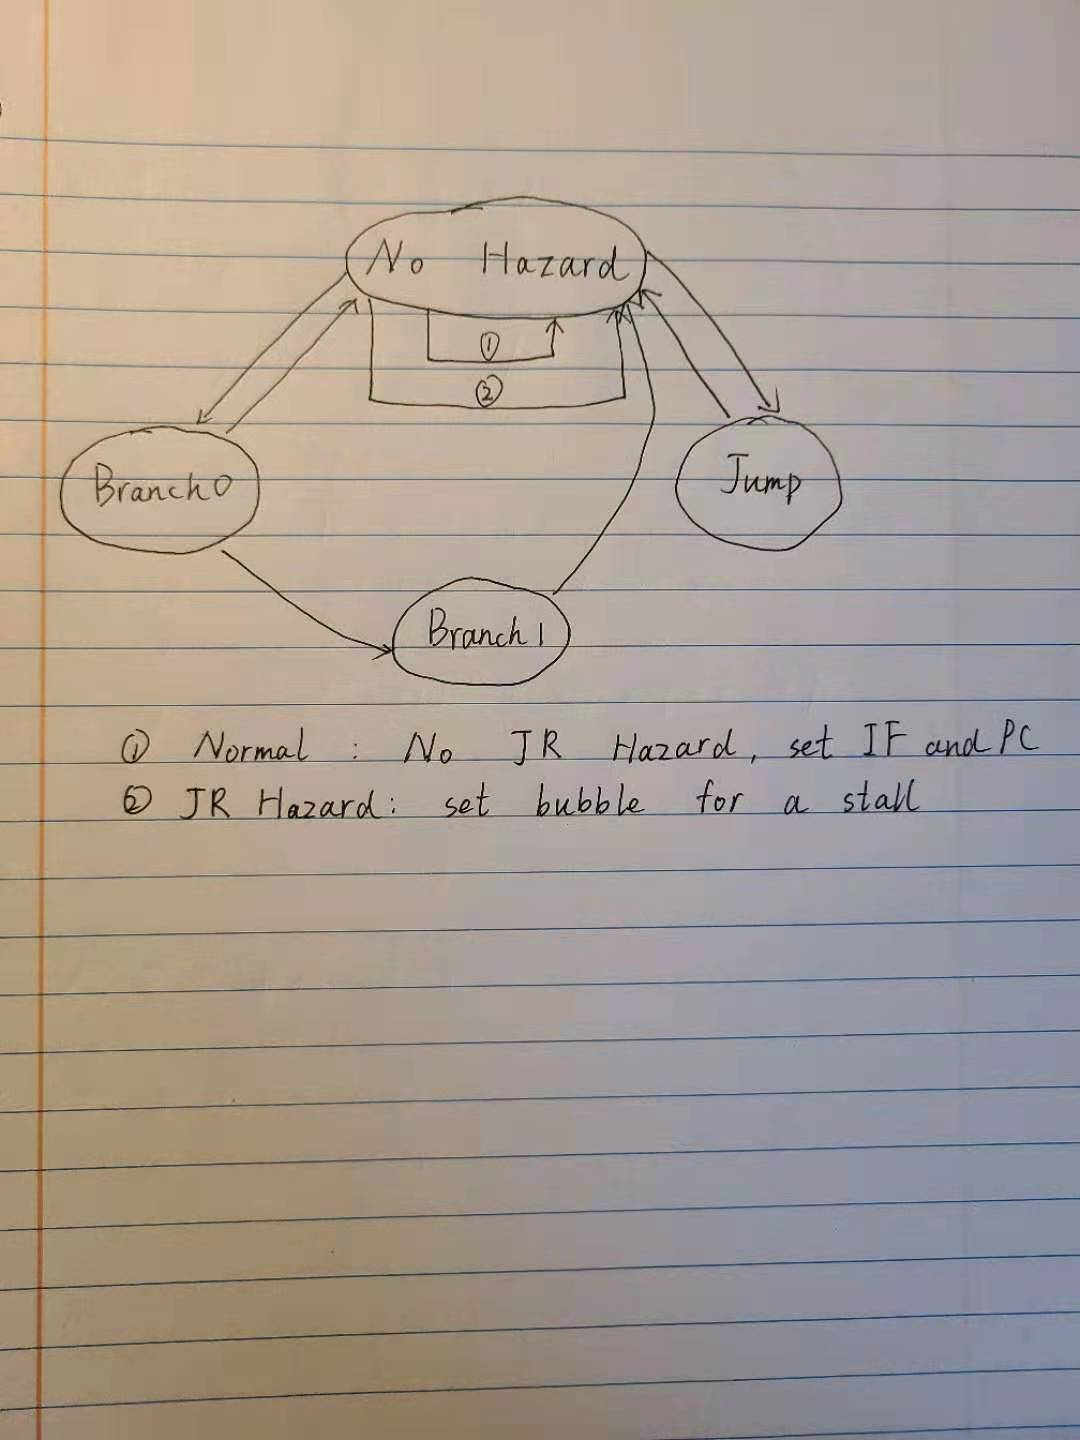 No Hazard
①
②
Branch0
Jump
Branch1
① Normal : No JR Hazard, set IF and PC
② JR Hazard: set bubble for a stall